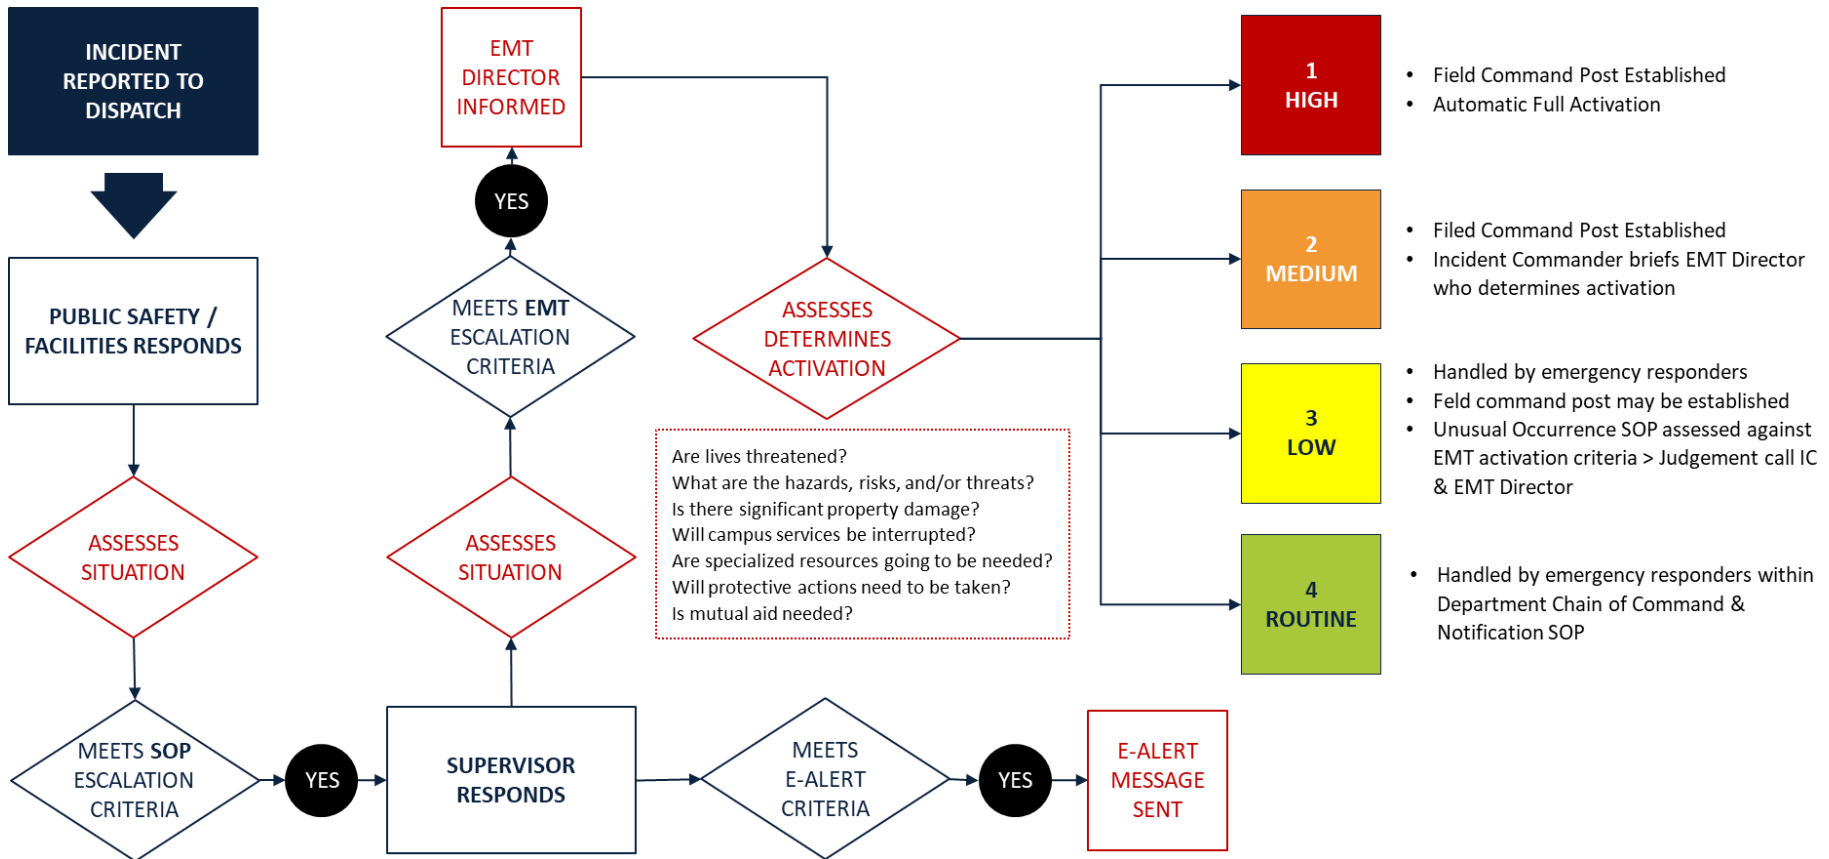 INCIDENT
REPORTED TO
DISPATCH
PUBLIC SAFETY /
FACILITIES RESPONDS
ASSESSES
SITUATION
MEETS SOP
ESCALATION
CRITERIA
YES
SUPERVISOR
RESPONDS
ASSESSES
SITUATION
MEETS EMT
ESCALATION
CRITERIA
YES
EMT
DIRECTOR
INFORMED
ASSESSES
DETERMINES
ACTIVATION
Are lives threatened?
What are the hazards, risks, and/or threats?
Is there significant property damage?
Will campus services be interrupted?
Are specialized resources going to be needed?
Will protective actions need to be taken?
Is mutual aid needed?
MEETS
E-ALERT
CRITERIA
YES
E-ALERT
MESSAGE
SENT
1
HIGH
• Field Command Post Established
• Automatic Full Activation
2
MEDIUM
• Filed Command Post Established
• Incident Commander briefs EMT Director
who determines activation
3
LOW
• Handled by emergency responders
• Feld command post may be established
• Unusual Occurrence SOP assessed against
EMT activation criteria > Judgement call IC
& EMT Director
4
ROUTINE
• Handled by emergency responders within
Department Chain of Command &
Notification SOP